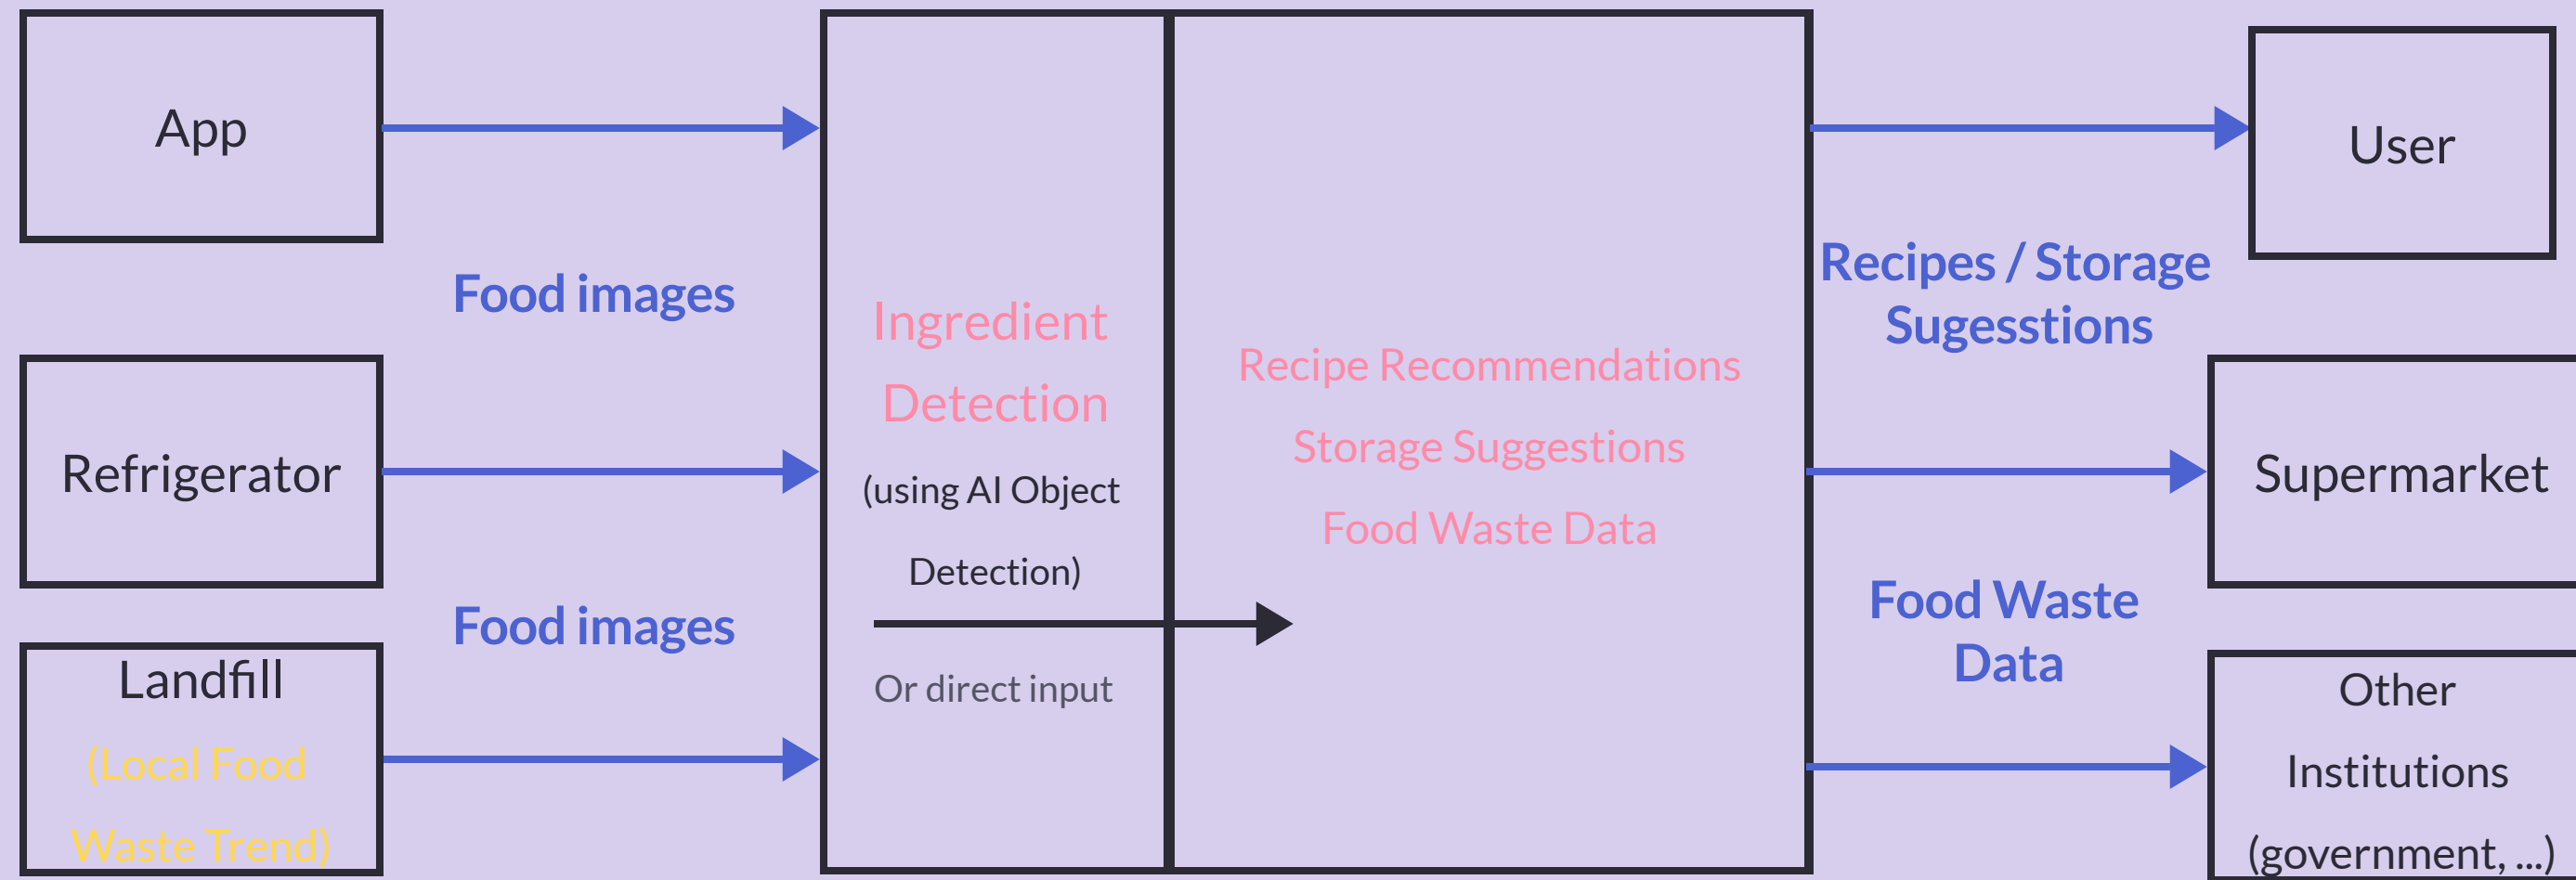 App
Food images
Refrigerator
Food images
Landfill
(Local Food
Waste Trend)
Ingredient
Detection
(using AI Object
Detection)
Or direct input
Recipe Recommendations
Storage Suggestions
Food Waste Data
Recipes / Storage
Sugesstions
Food Waste
Data
User
Supermarket
Other
Institutions
(government, ...)